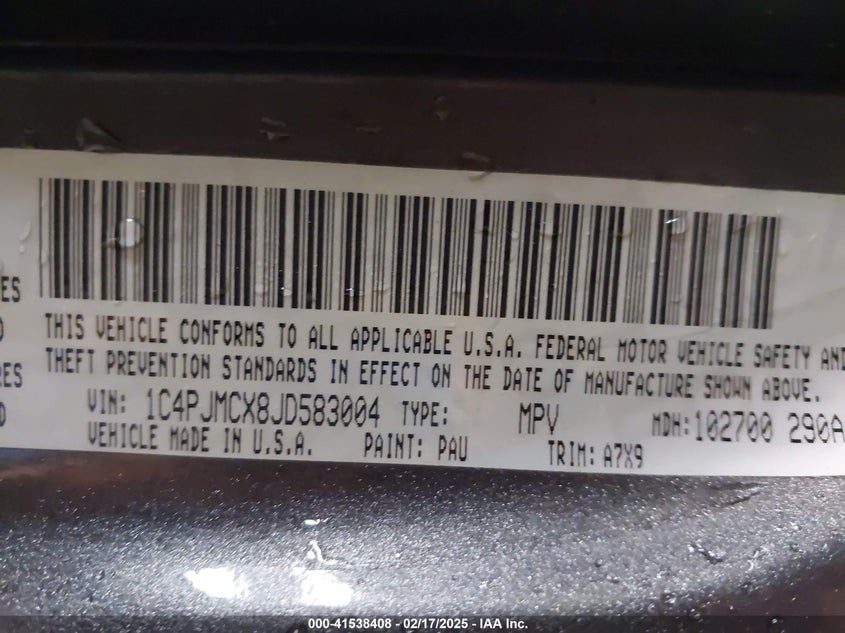 ES
D
RES
D
THIS VEHICLE CONFORMS TO ALL APPLICABLE U.S.A. FEDERAL MOTOR VEHICLE SAFETY AND
THEFT PREVENTION STANDARDS IN EFFECT ON THE DATE OF MANUFACTURE SHOWN ABOVE.
VIN: 1C4PJMCX8JD583004 TYPE: MPV MDH:102700 290A
VEHICLE MADE IN U.S.A. PAINT: PAU TRIM: A7X9
000-41538408 - 02/17/2025 - IAA Inc.